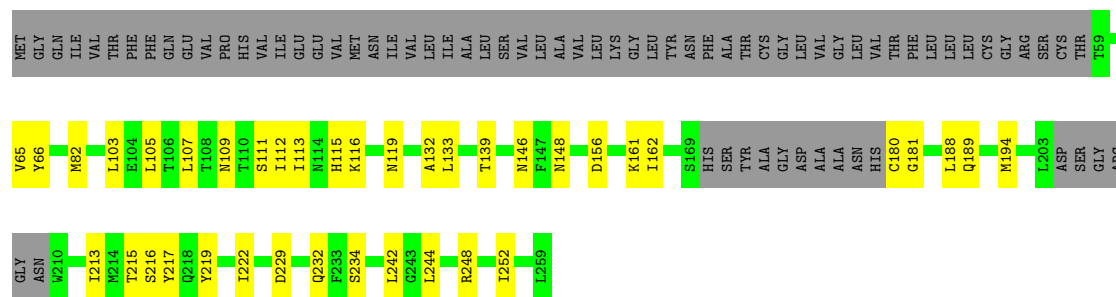 MET GLY GLN ILE VAL THR PHE PHE GLN GLU VAL PRO HIS VAL ILE GLU GLU VAL MET ASN ILE VAL LEU ILE ALA LEU SER VAL LEU ALA VAL LEU LYS GLY LEU TYR ASN PHE ALA THR CYS GLY LEU VAL GLY LEU VAL THR PHE LEU LEU LEU CYS GLY ARG SER CYS THR T59
V65 Y66 M82 L103 E104 L105 T106 L107 T108 N109 T110 S111 I112 I113 N114 H115 K116 N119 A132 L133 T139 N146 F147 N148 D156 K161 I162 S169 HIS SER TYR ALA GLY ASP ALA ALA ASN HIS C180 G181 L188 Q189 M194 L203 ASP SER GLY
GLY ASN W210 I213 M214 T215 S216 Y217 Q218 Y219 I222 D229 Q232 F233 S234 L242 G243 L244 R248 I252 L259